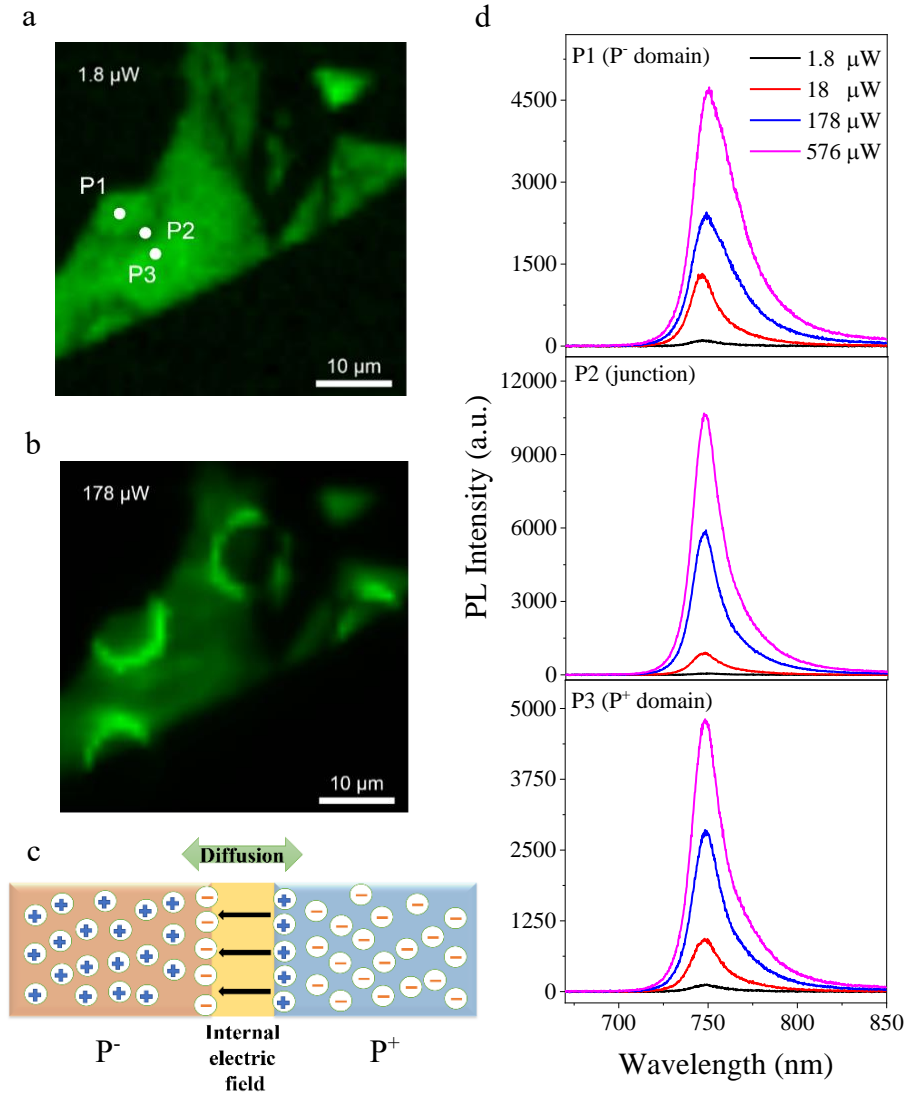 a
1.8 μW
P1
P2
P3
10 μm
b
178 μW
10 μm
c
Diffusion
Internal
electric
field
P⁻
P⁺
d
P1 (P⁻ domain)
1.8 μW
18 μW
178 μW
576 μW
4500
3000
1500
0
P2 (junction)
12000
9000
6000
3000
0
P3 (P⁺ domain)
5000
3750
2500
1250
0
PL Intensity (a.u.)
700
750
800
850
Wavelength (nm)